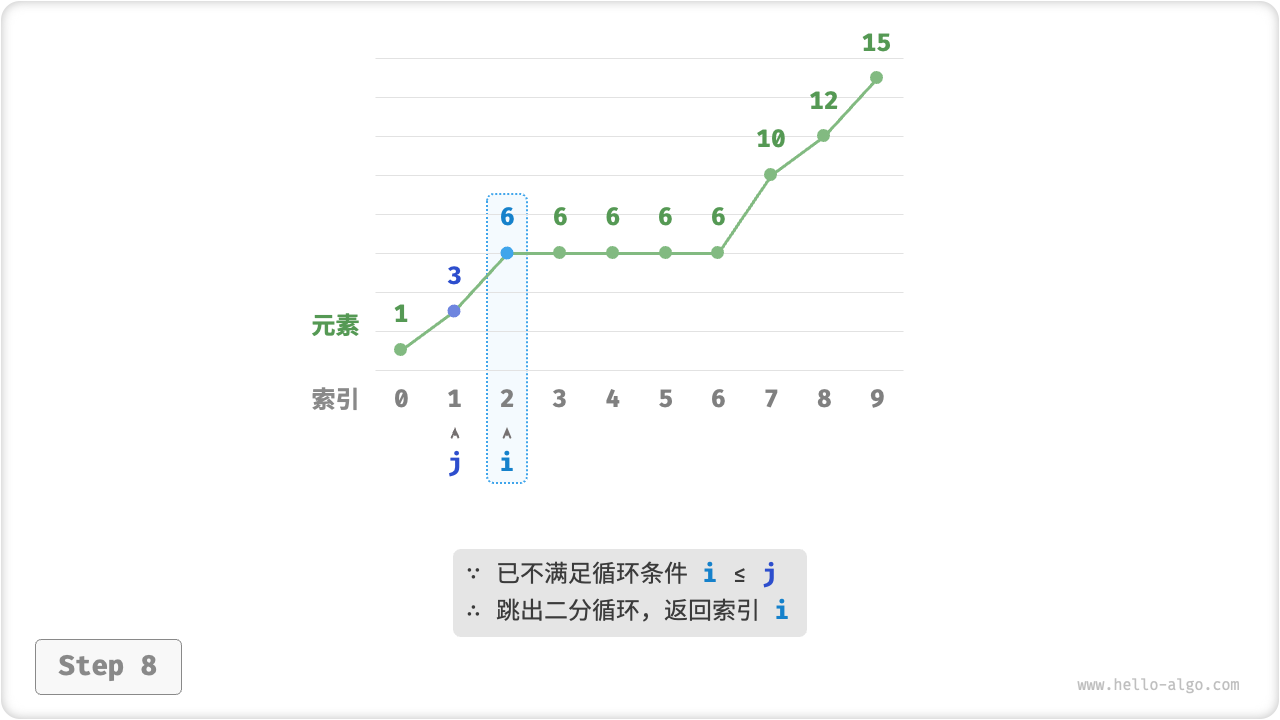 15
12
10
6 6 6 6 6
3
1
元素
索引 0 1 2 3 4 5 6 7 8 9
j i
∵ 已不满足循环条件 i ≤ j
∴ 跳出二分循环，返回索引 i
Step 8
www.hello-algo.com